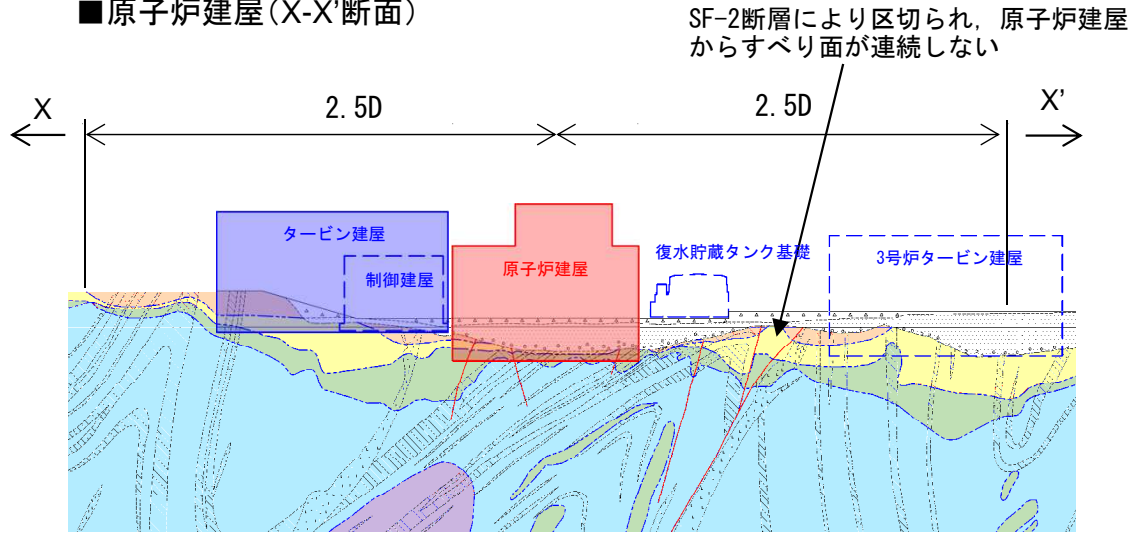 ■原子炉建屋(X-X'断面)
SF-2断層により区切られ，原子炉建屋
からすべり面が連続しない
X
2.5D
2.5D
X'
タービン建屋
制御建屋
原子炉建屋
復水貯蔵タンク基礎
3号炉タービン建屋